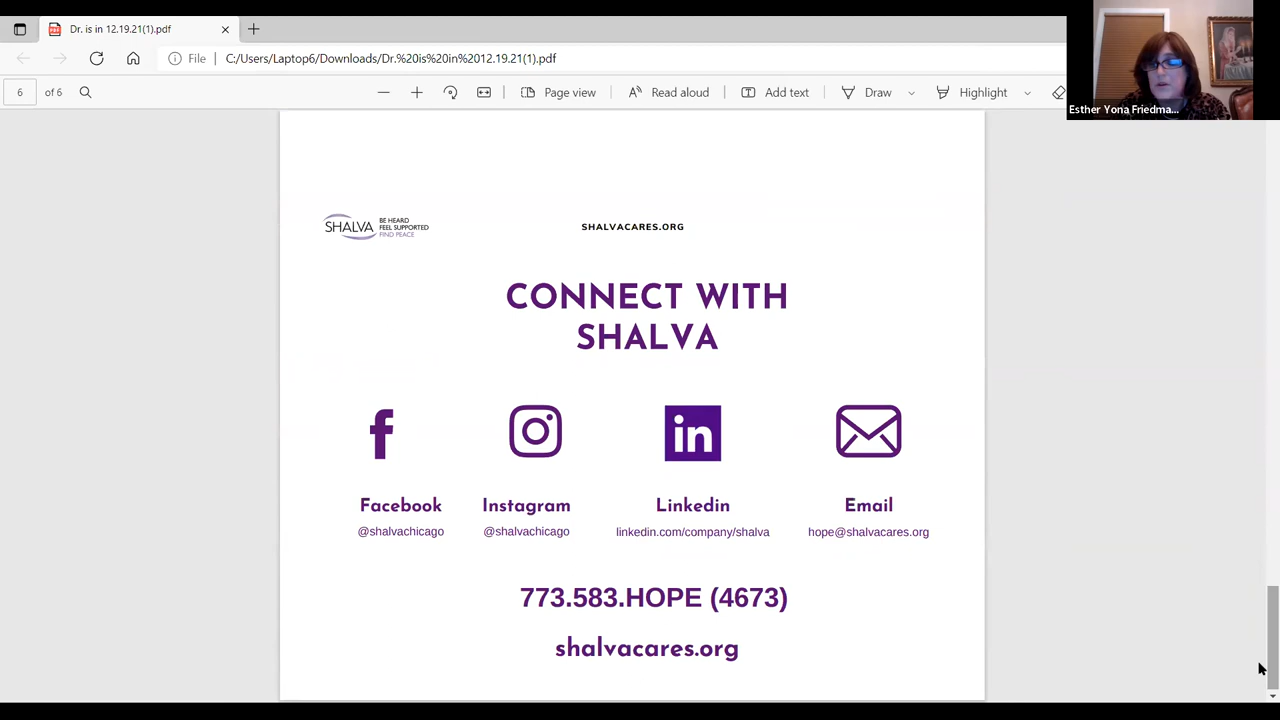 Dr. is in 12.19.21(1).pdf
File
C:/Users/Laptop6/Downloads/Dr.%20is%20in%2012.19.21(1).pdf
6 of 6
Page view
Read aloud
Add text
Draw
Highlight
Esther Yona Friedma...
SHALVA
BE HEARD
FEEL SUPPORTED
FIND PEACE
SHALVACARES.ORG
CONNECT WITH
SHALVA
Facebook
@shalvachicago
Instagram
@shalvachicago
Linkedin
linkedin.com/company/shalva
Email
hope@shalvacares.org
773.583.HOPE (4673)
shalvacares.org